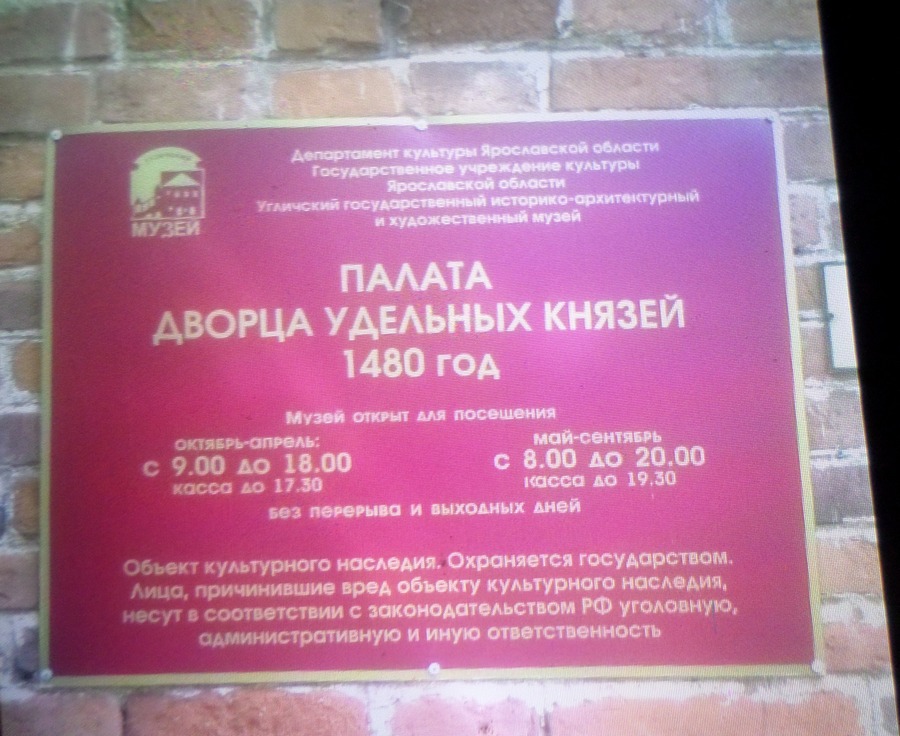 МУЗЕЙ
Департамент культуры Ярославской области
Государственное учреждение культуры
Ярославской области
Угличский государственный историко-архитектурный
и художественный музей
ПАЛАТА
ДВОРЦА УДЕЛЬНЫХ КНЯЗЕЙ
1480 год
Музей открыт для посещения
октябрь-апрель:
с 9.00 до 18.00
касса до 17.30
май-сентябрь
с 8.00 до 20.00
касса до 19.30
без перерыва и выходных дней
Объект культурного наследия. Охраняется государством.
Лица, причинившие вред объекту культурного наследия,
несут в соответствии с законодательством РФ уголовную,
административную и иную ответственность